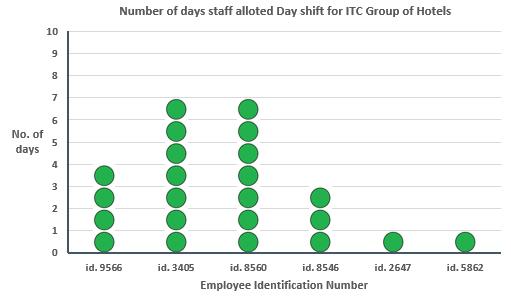 Number of days staff alloted Day shift for ITC Group of Hotels
10
9
8
7
6
5
4
3
2
1
0
No. of
days
id. 9566 id. 3405 id. 8560 id. 8546 id. 2647 id. 5862
Employee Identification Number